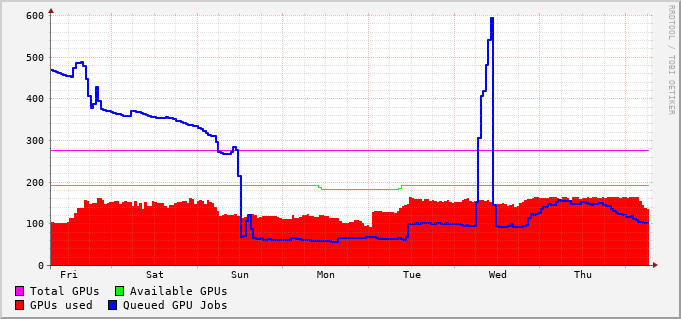 RRDTOOL / TOBI OETIKER
600
500
400
300
200
100
0
Fri Sat Sun Mon Tue Wed Thu
Total GPUs Available GPUs
GPUs used Queued GPU Jobs